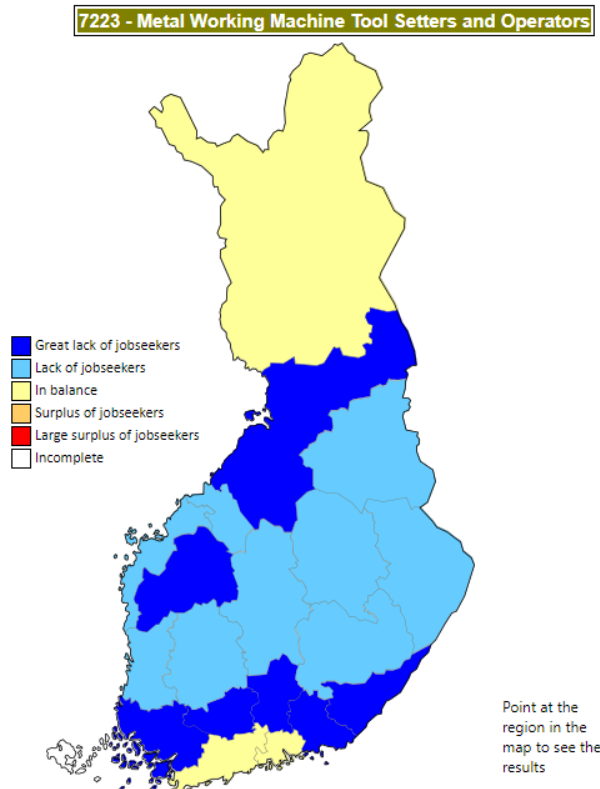 7223 - Metal Working Machine Tool Setters and Operators
Great lack of jobseekers
Lack of jobseekers
In balance
Surplus of jobseekers
Large surplus of jobseekers
Incomplete
Point at the
region in the
map to see the
results